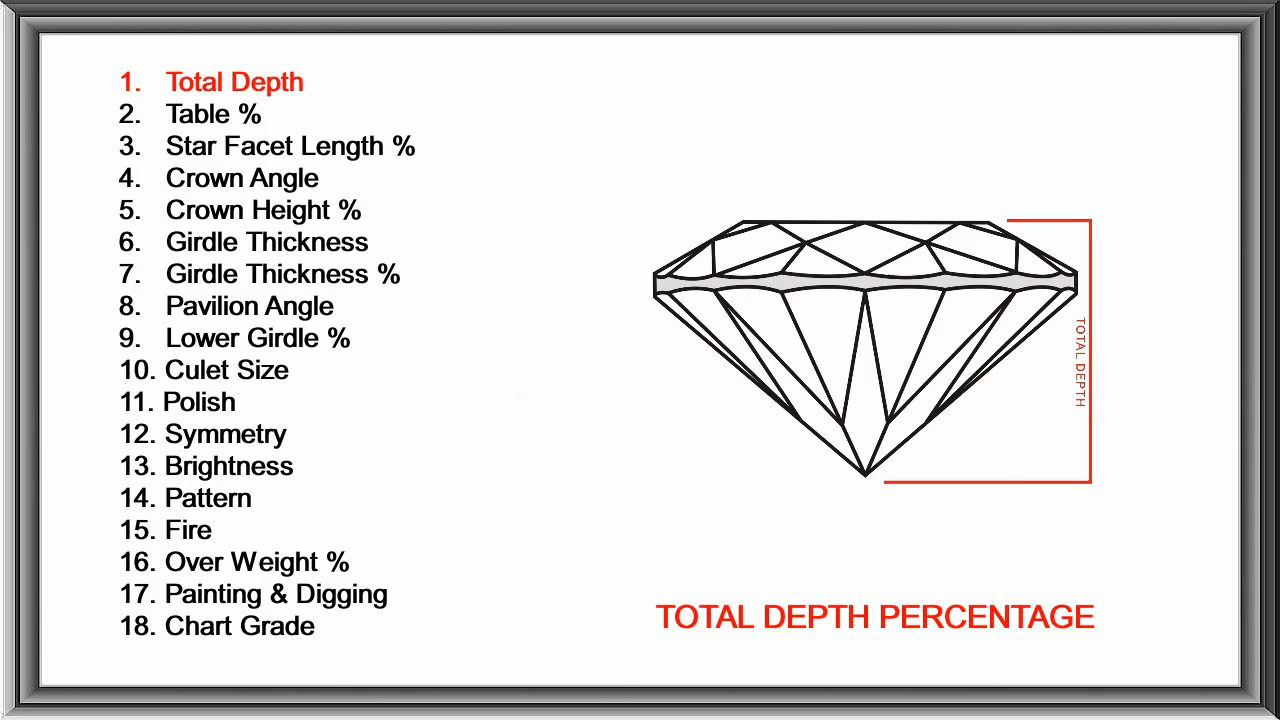 1. Total Depth
2. Table %
3. Star Facet Length %
4. Crown Angle
5. Crown Height %
6. Girdle Thickness
7. Girdle Thickness %
8. Pavilion Angle
9. Lower Girdle %
10. Culet Size
11. Polish
12. Symmetry
13. Brightness
14. Pattern
15. Fire
16. Over Weight %
17. Painting & Digging
18. Chart Grade
TOTAL DEPTH
TOTAL DEPTH PERCENTAGE